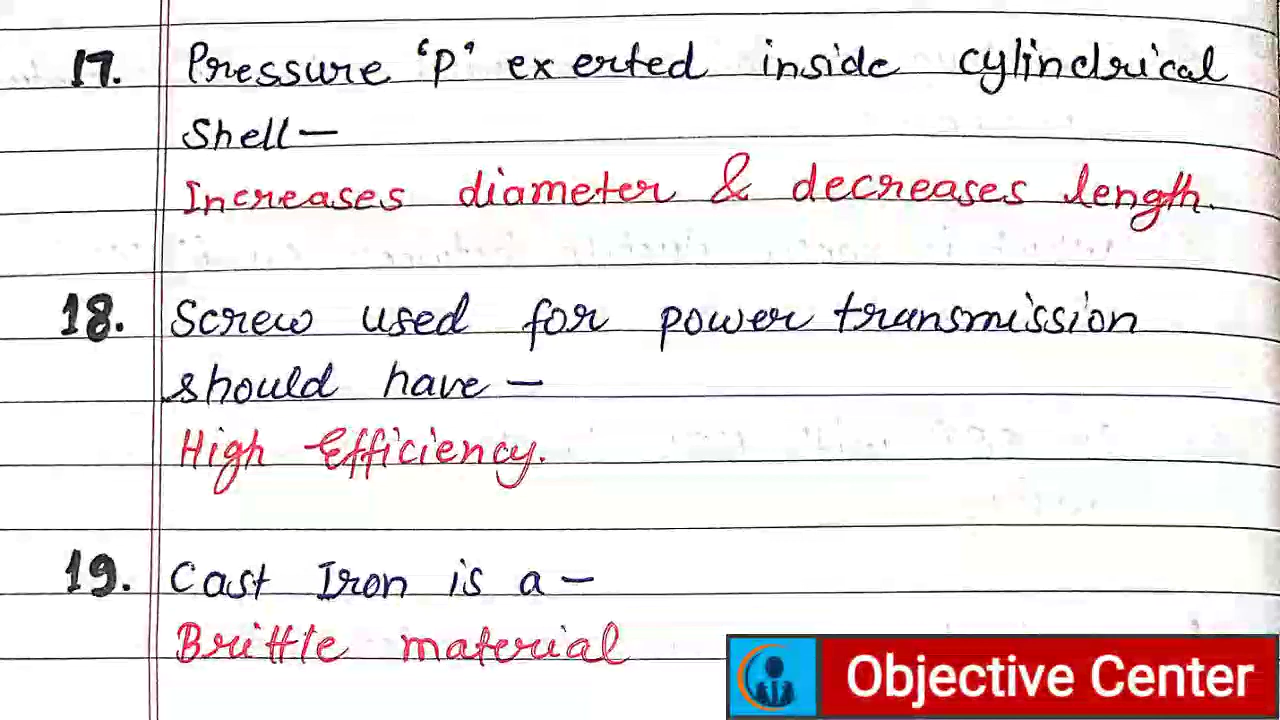 17. Pressure 'P' exerted inside cylindrical
Shell—
Increases diameter & decreases length.
18. Screw used for power transmission
should have—
High Efficiency.
19. Cast Iron is a—
Brittle material
Objective Center